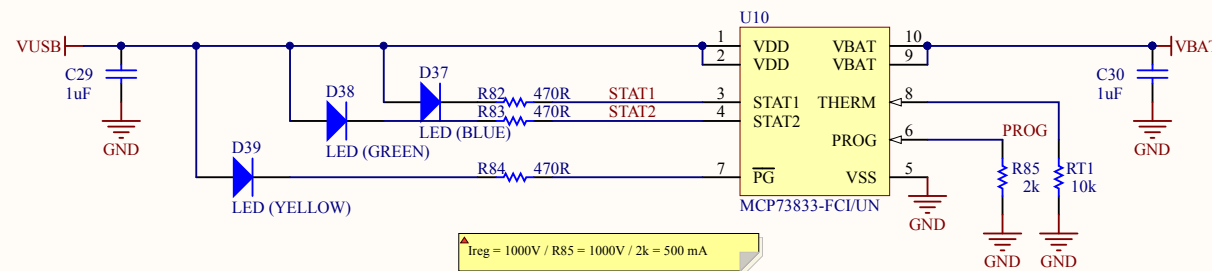 U10
VUSB
1 VDD VBAT 10
2 VDD VBAT 9
VBAT
C29
1uF
D37
D38
R82 470R STAT1 3 STAT1 THERM 8
R83 470R STAT2 4 STAT2
C30
1uF
LED (BLUE)
PROG 6 PROG
GND
LED (GREEN)
GND
D39
R84 470R 7 PG VSS 5
R85
2k
RT1
10k
LED (YELLOW)
MCP73833-FCI/UN
GND
GND
GND
Ireg = 1000V / R85 = 1000V / 2k = 500 mA